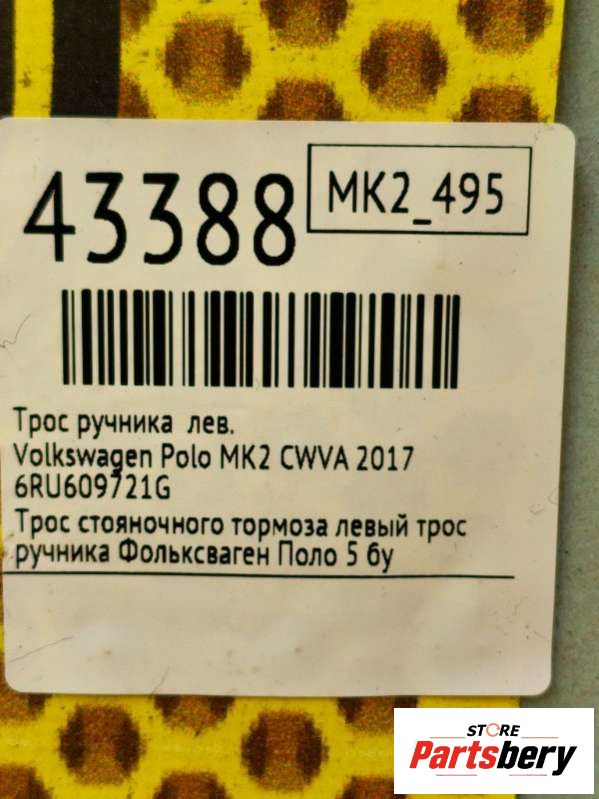 43388
MK2_495
Трос ручника лев.
Volkswagen Polo MK2 CWVA 2017
6RU609721G
Трос стояночного тормоза левый трос
ручника Фольксваген Поло 5 бу
STORE
Partsbery